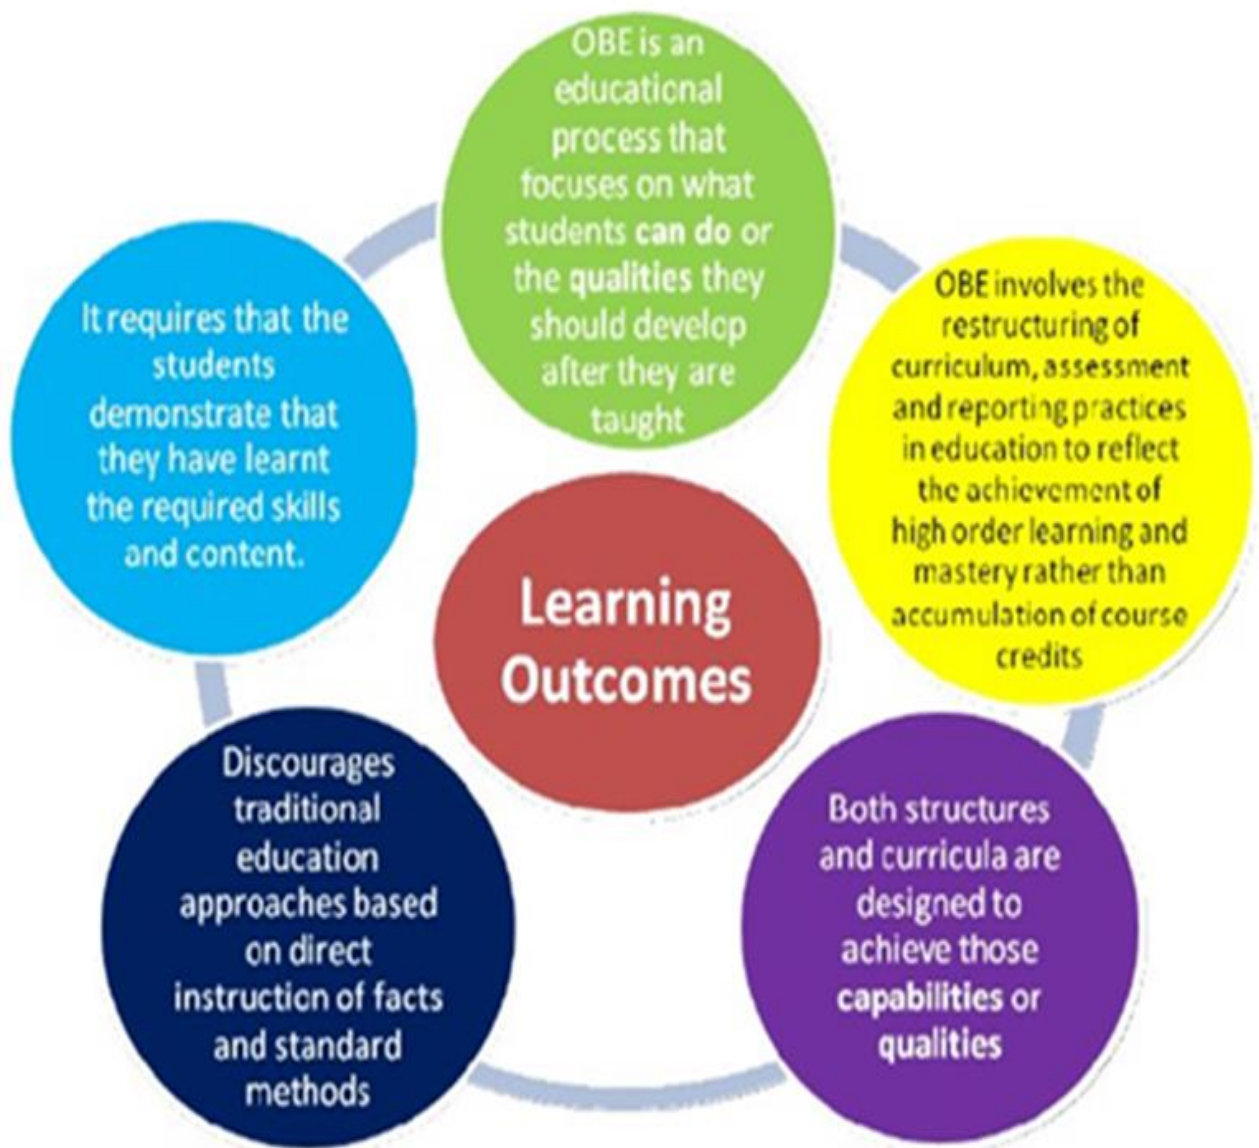 OBE is an
educational
process that
focuses on what
students can do or
the qualities they
should develop
after they are
taught
OBE involves the
restructuring of
curriculum, assessment
and reporting practices
in education to reflect
the achievement of
high order learning and
mastery rather than
accumulation of course
credits
Both structures
and curricula are
designed to
achieve those
capabilities or
qualities
Discourages
traditional
education
approaches based
on direct
instruction of facts
and standard
methods
It requires that the
students
demonstrate that
they have learnt
the required skills
and content.
Learning
Outcomes